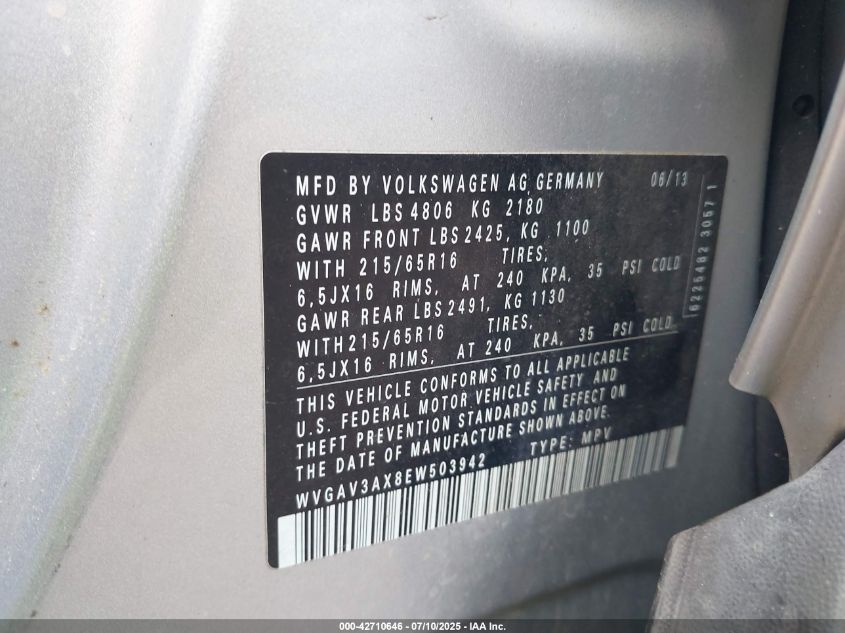 MFD BY VOLKSWAGEN AG, GERMANY 06/13
GVWR LBS 4806 KG 2180
GAWR FRONT LBS 2425, KG 1100
WITH 215/65R16 TIRES,
6,5JX16 RIMS, AT 240 KPA, 35 PSI COLD
GAWR REAR LBS 2491, KG 1130
WITH 215/65R16 TIRES,
6,5JX16 RIMS, AT 240 KPA, 35 PSI COLD
THIS VEHICLE CONFORMS TO ALL APPLICABLE
U.S. FEDERAL MOTOR VEHICLE SAFETY AND
THEFT PREVENTION STANDARDS IN EFFECT ON
THE DATE OF MANUFACTURE SHOWN ABOVE.
WVGAV3AX8EW503942 TYPE: MPV
6225482 3057 1
000-42710646 - 07/10/2025 - IAA Inc.